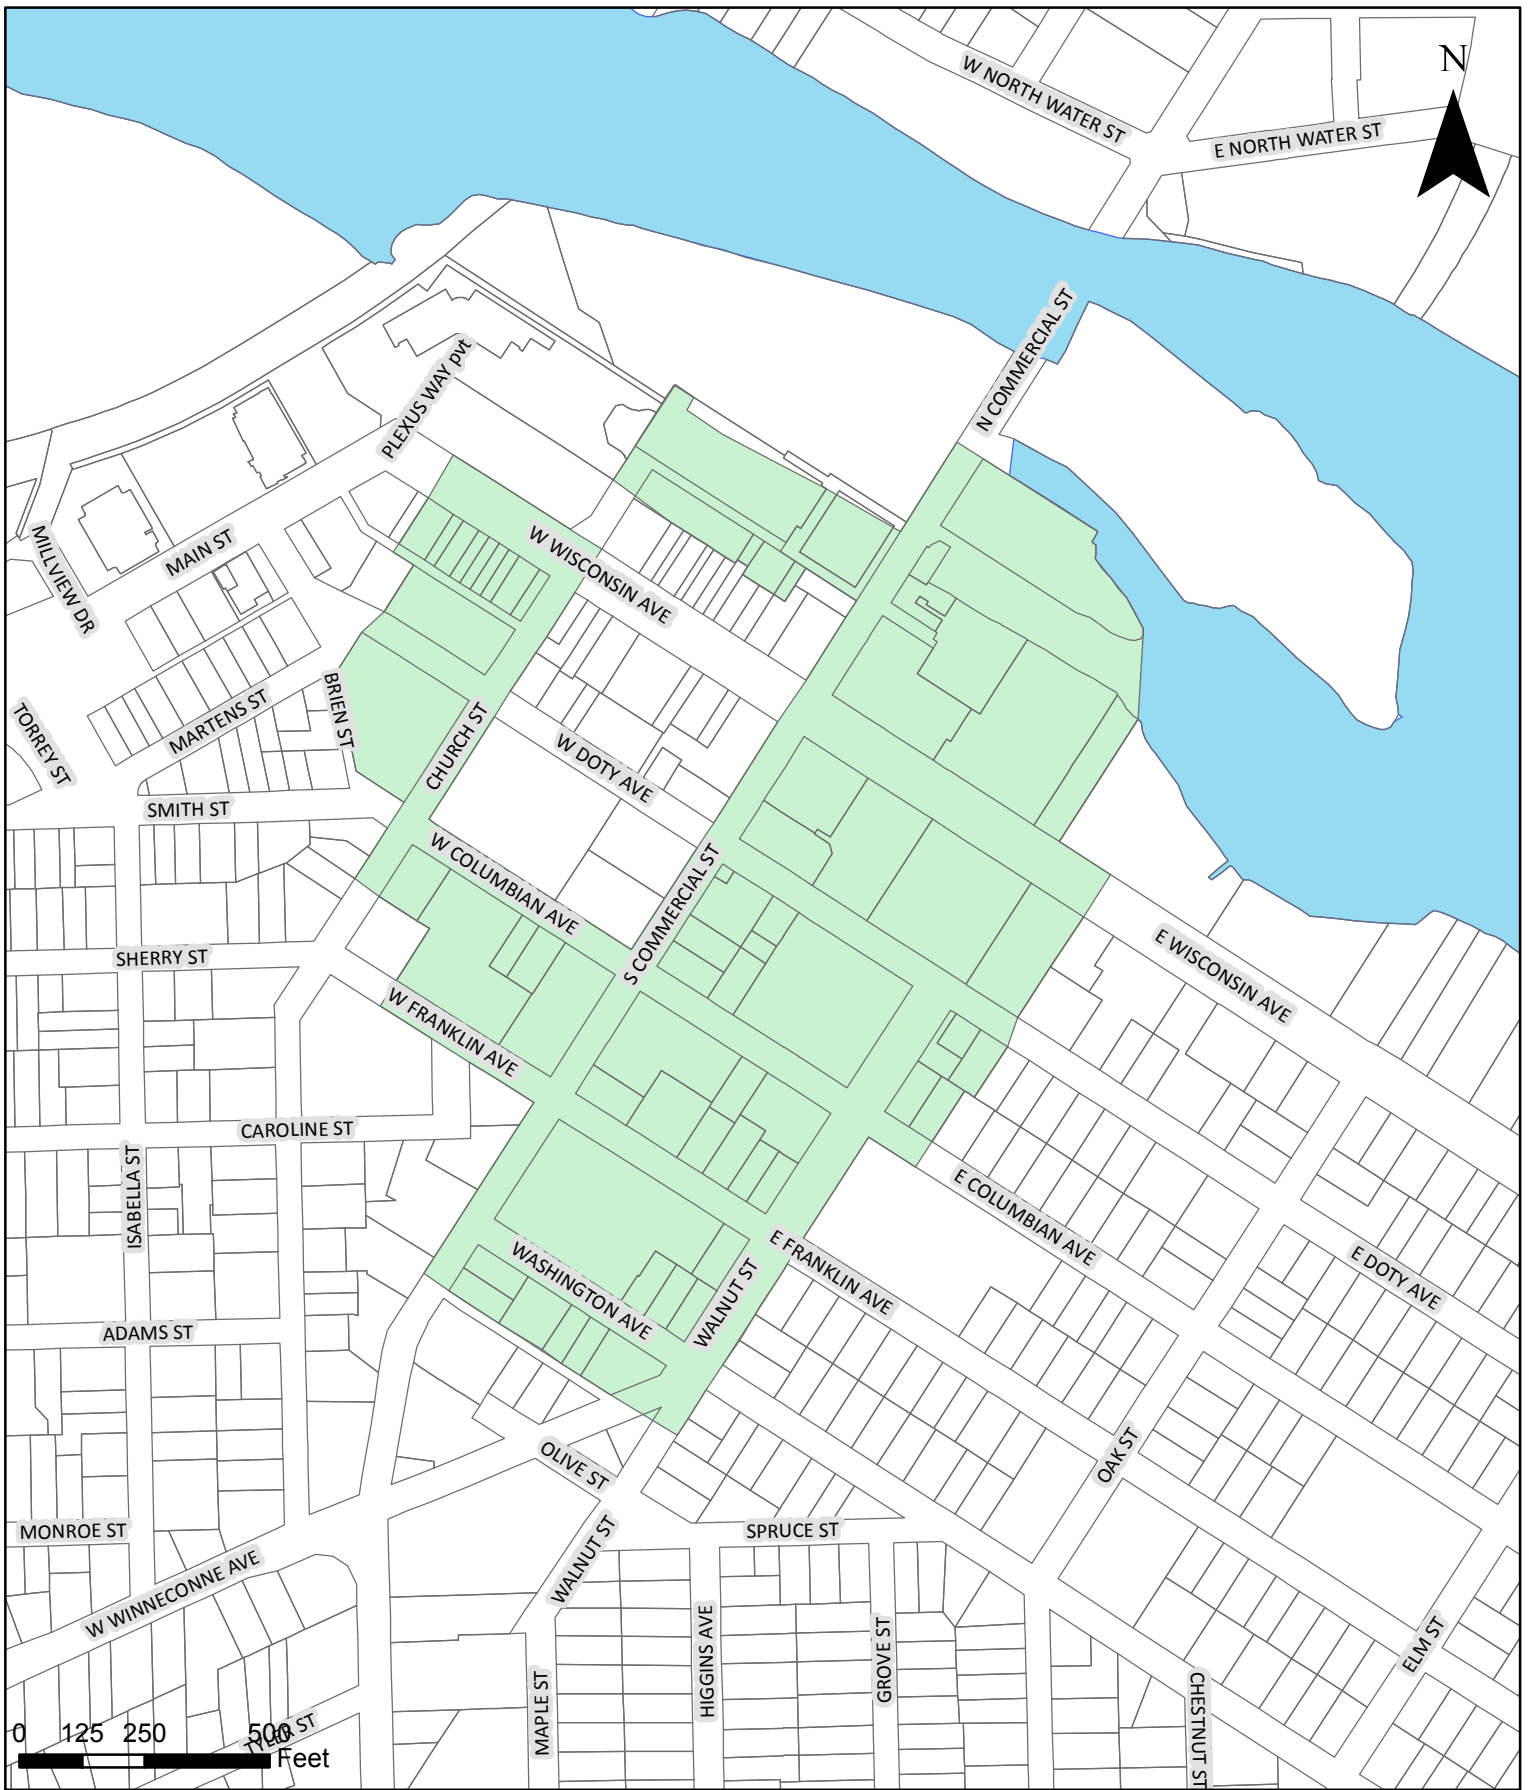 W NORTH WATER ST
N
E NORTH WATER ST
N COMMERCIAL ST
PLEXUS WAY pvt
MAIN ST
MILLVIEW DR
W WISCONSIN AVE
BRIEN ST
MARTENS ST
TORREY ST
CHURCH ST
W DOTY AVE
SMITH ST
W COLUMBIAN AVE
S COMMERCIAL ST
SHERRY ST
E WISCONSIN AVE
W FRANKLIN AVE
CAROLINE ST
ISABELLA ST
E COLUMBIAN AVE
E FRANKLIN AVE
WASHINGTON AVE
WALNUT ST
E DOTY AVE
ADAMS ST
OLIVE ST
OAK ST
MONROE ST
SPRUCE ST
WALNUT ST
W WINNECONNE AVE
HIGGINS AVE
GROVE ST
ELM ST
MAPLE ST
CHESTNUT ST
TYLER ST
0 125 250 500
Feet